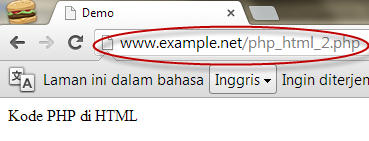 Demo
www.example.net/php_html_2.php
Laman ini dalam bahasa Inggris Ingin diterjem
Kode PHP di HTML